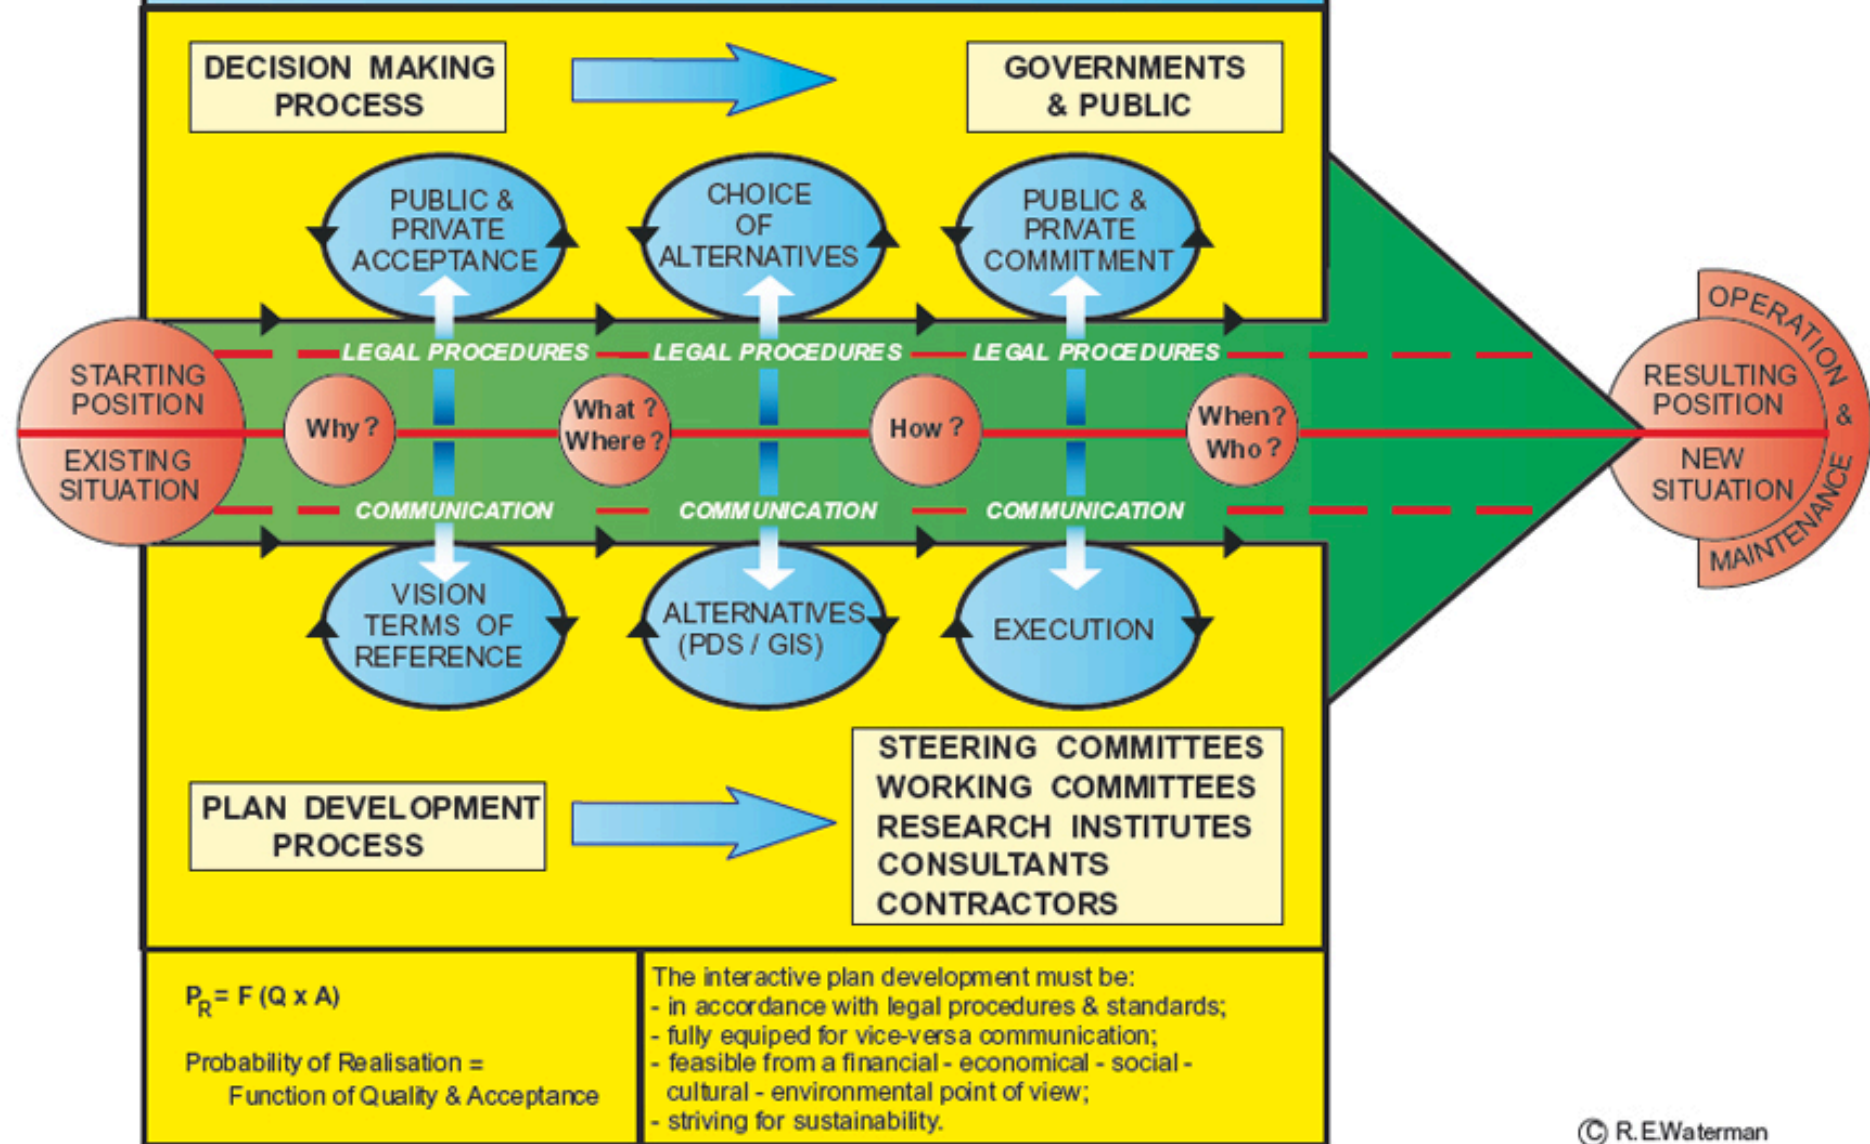 DECISION MAKING
PROCESS
GOVERNMENTS
& PUBLIC
PUBLIC &
PRIVATE
ACCEPTANCE
CHOICE
OF
ALTERNATIVES
PUBLIC &
PRIVATE
COMMITMENT
LEGAL PROCEDURES
LEGAL PROCEDURES
LEGAL PROCEDURES
STARTING
POSITION
EXISTING
SITUATION
Why ?
What ?
Where ?
How ?
When?
Who ?
RESULTING
POSITION
NEW
SITUATION
OPERATION & MAINTENANCE
COMMUNICATION
COMMUNICATION
COMMUNICATION
VISION
TERMS OF
REFERENCE
ALTERNATIVES
(PDS / GIS)
EXECUTION
PLAN DEVELOPMENT
PROCESS
STEERING COMMITTEES
WORKING COMMITTEES
RESEARCH INSTITUTES
CONSULTANTS
CONTRACTORS
PR = F (Q x A)
Probability of Realisation =
Function of Quality & Acceptance
The interactive plan development must be:
- in accordance with legal procedures & standards;
- fully equiped for vice-versa communication;
- feasible from a financial - economical - social -
cultural - environmental point of view;
- striving for sustainability.
© R.E.Waterman